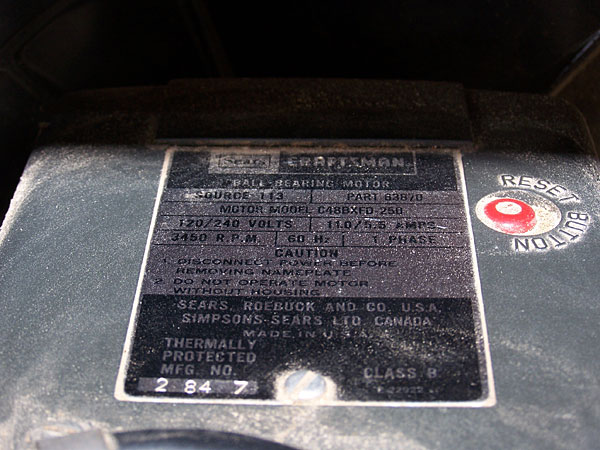 Sears CRAFTSMAN
BALL BEARING MOTOR
SOURCE 113 PART 63870
MOTOR MODEL C48BXFD-250
120/240 VOLTS 11.0/5.5 AMPS
3450 R.P.M. 60 Hz 1 PHASE
CAUTION
1. DISCONNECT POWER BEFORE
REMOVING NAMEPLATE
2. DO NOT OPERATE MOTOR
WITHOUT HOUSING
SEARS, ROEBUCK AND CO. U.S.A.
SIMPSONS-SEARS LTD. CANADA
MADE IN U.S.A.
THERMALLY
PROTECTED
MFG. NO. CLASS B
2 84 7
RESET BUTTON